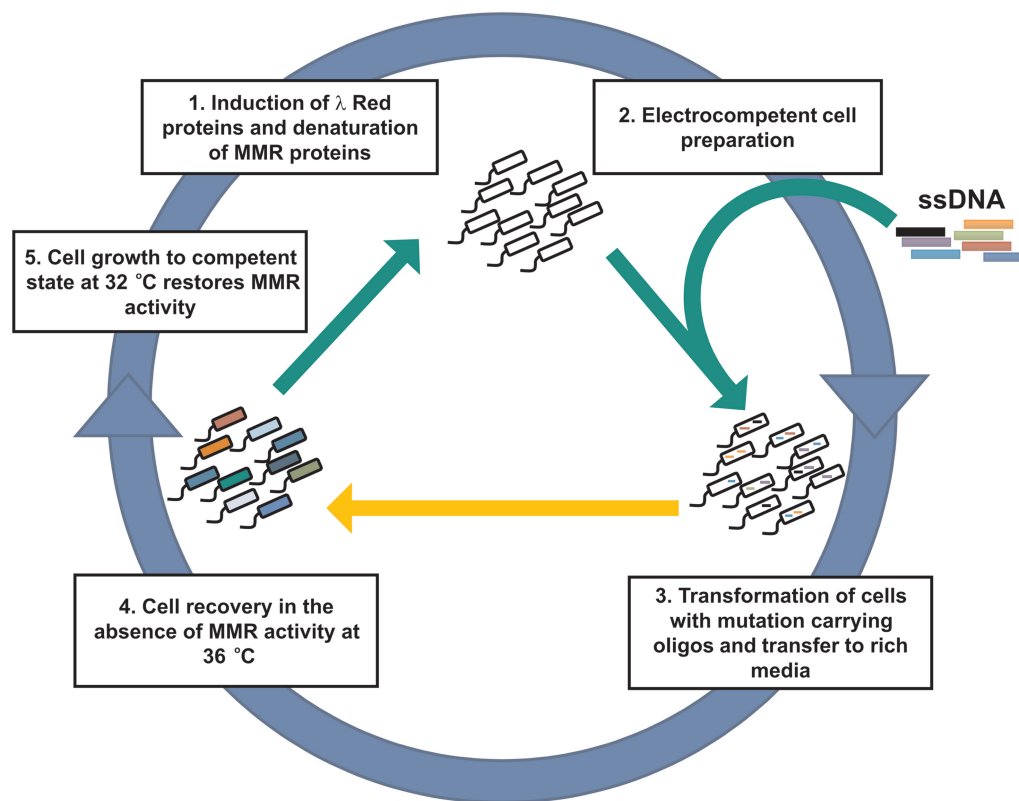 1. Induction of λ Red
proteins and denaturation
of MMR proteins
2. Electrocompetent cell
preparation
ssDNA
5. Cell growth to competent
state at 32 °C restores MMR
activity
4. Cell recovery in the
absence of MMR activity at
36 °C
3. Transformation of cells
with mutation carrying
oligos and transfer to rich
media